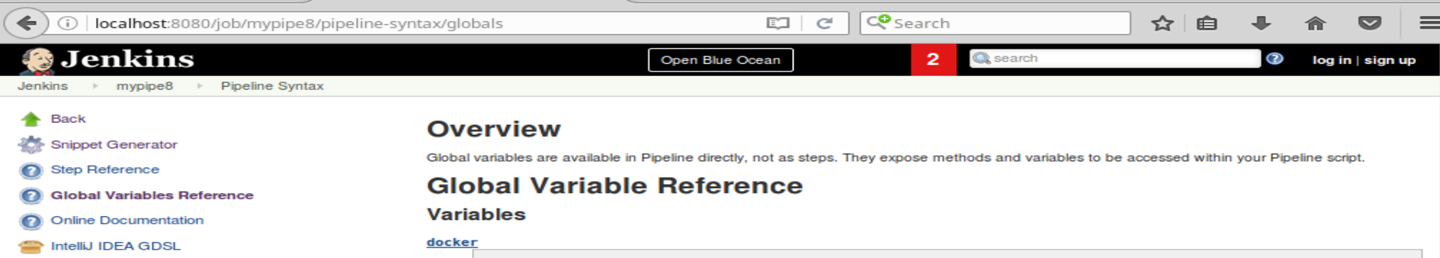 localhost:8080/job/mypipe8/pipeline-syntax/globals
Search
Jenkins
Open Blue Ocean
2
search
log in | sign up
Jenkins
mypipe8
Pipeline Syntax
Back
Snippet Generator
Step Reference
Global Variables Reference
Online Documentation
IntelliJ IDEA GDSL
Overview
Global variables are available in Pipeline directly, not as steps. They expose methods and variables to be accessed within your Pipeline script.
Global Variable Reference
Variables
docker